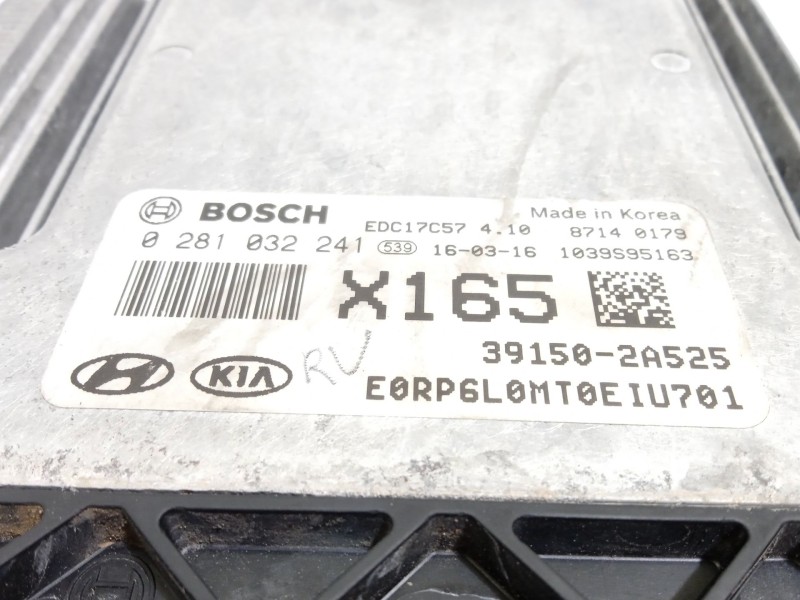 BOSCH EDC17C57 4.10 Made in Korea
8714 0179
0 281 032 241 539 16-03-16 1039S95163
X165
39150-2A525
KIA RV
E0RP6L0MT0EIU701